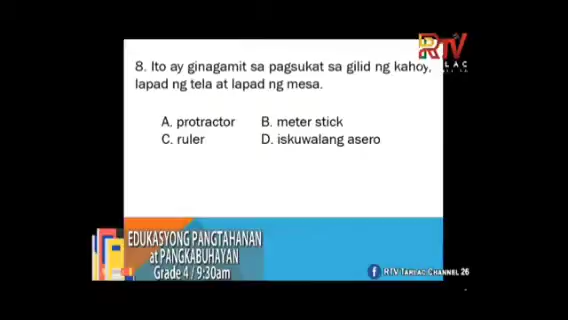 RTV
8. Ito ay ginagamit sa pagsukat sa gilid ng kahoy,
lapad ng tela at lapad ng mesa.
A. protractor B. meter stick
C. ruler D. iskuwalang asero
EDUKASYONG PANGTAHANAN
at PANGKABUHAYAN
Grade 4 / 9:30am
RTV Tarlac Channel 26